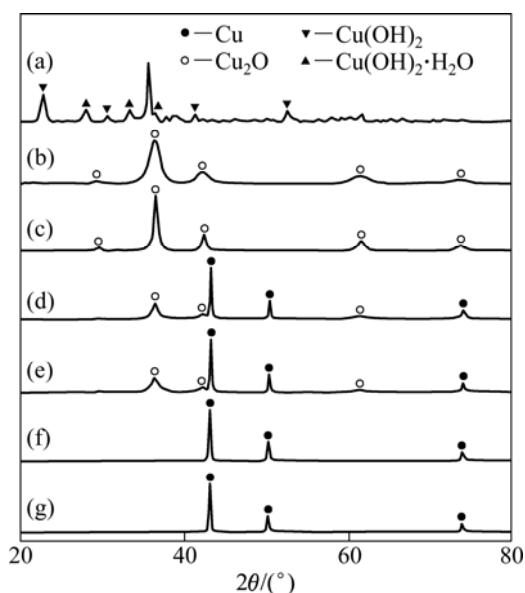 ●—Cu ▼—Cu(OH)₂
○—Cu₂O ▲—Cu(OH)₂·H₂O
(a)
(b)
(c)
(d)
(e)
(f)
(g)
20 40 60 80
2θ/(°)